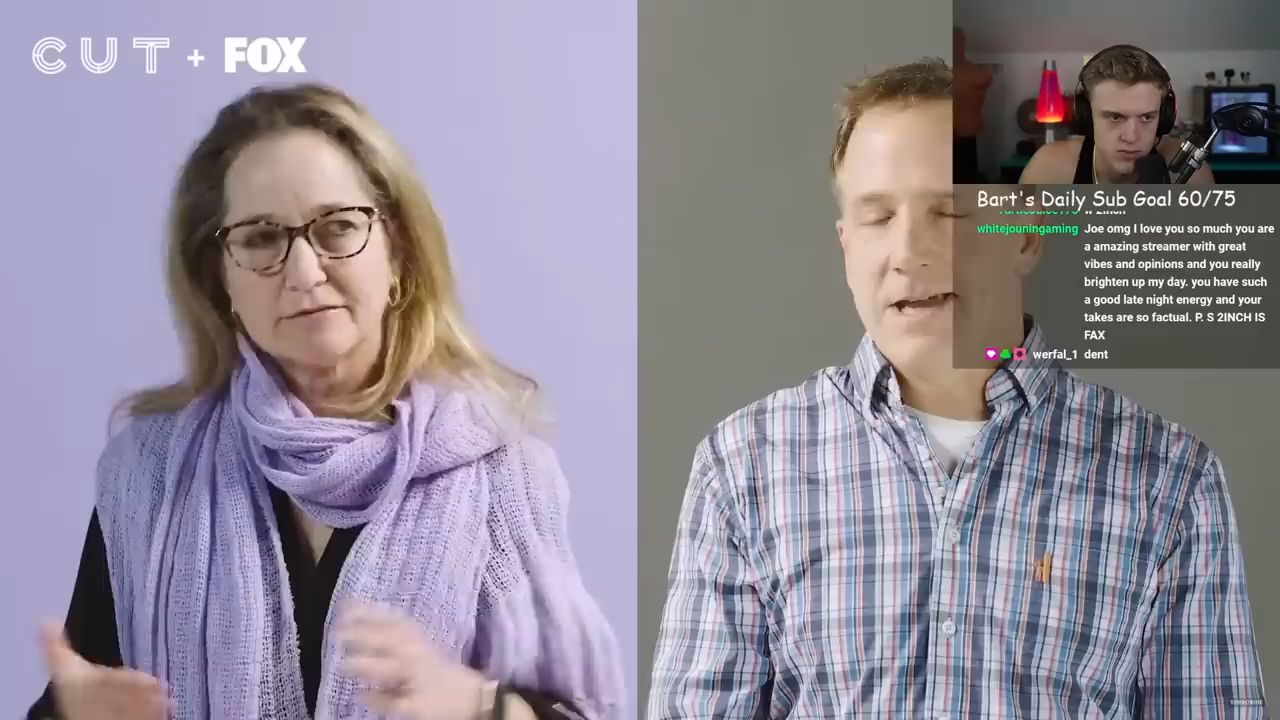 CUT + FOX
Bart's Daily Sub Goal 60/75
whitejouningaming Joe omg I love you so much you are
a amazing streamer with great
vibes and opinions and you really
brighten up my day. you have such
a good late night energy and your
takes are so factual. P. S 2INCH IS
FAX
werfal_1 dent
SUBSCRIBE